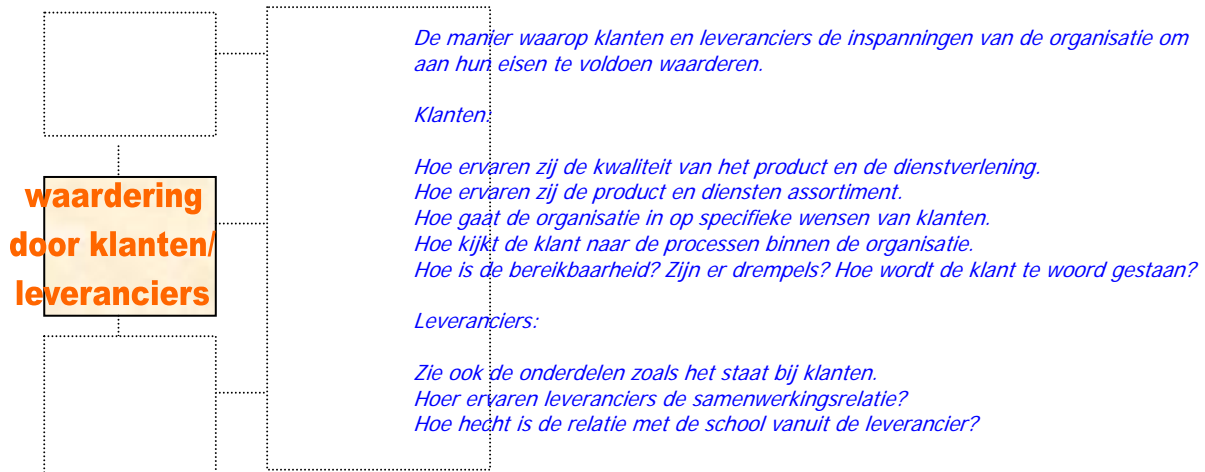 waardering
door klanten/
leveranciers
De manier waarop klanten en leveranciers de inspanningen van de organisatie om
aan hun eisen te voldoen waarderen.
Klanten:
Hoe ervaren zij de kwaliteit van het product en de dienstverlening.
Hoe ervaren zij de product en diensten assortiment.
Hoe gaat de organisatie in op specifieke wensen van klanten.
Hoe kijkt de klant naar de processen binnen de organisatie.
Hoe is de bereikbaarheid? Zijn er drempels? Hoe wordt de klant te woord gestaan?
Leveranciers:
Zie ook de onderdelen zoals het staat bij klanten.
Hoer ervaren leveranciers de samenwerkingsrelatie?
Hoe hecht is de relatie met de school vanuit de leverancier?